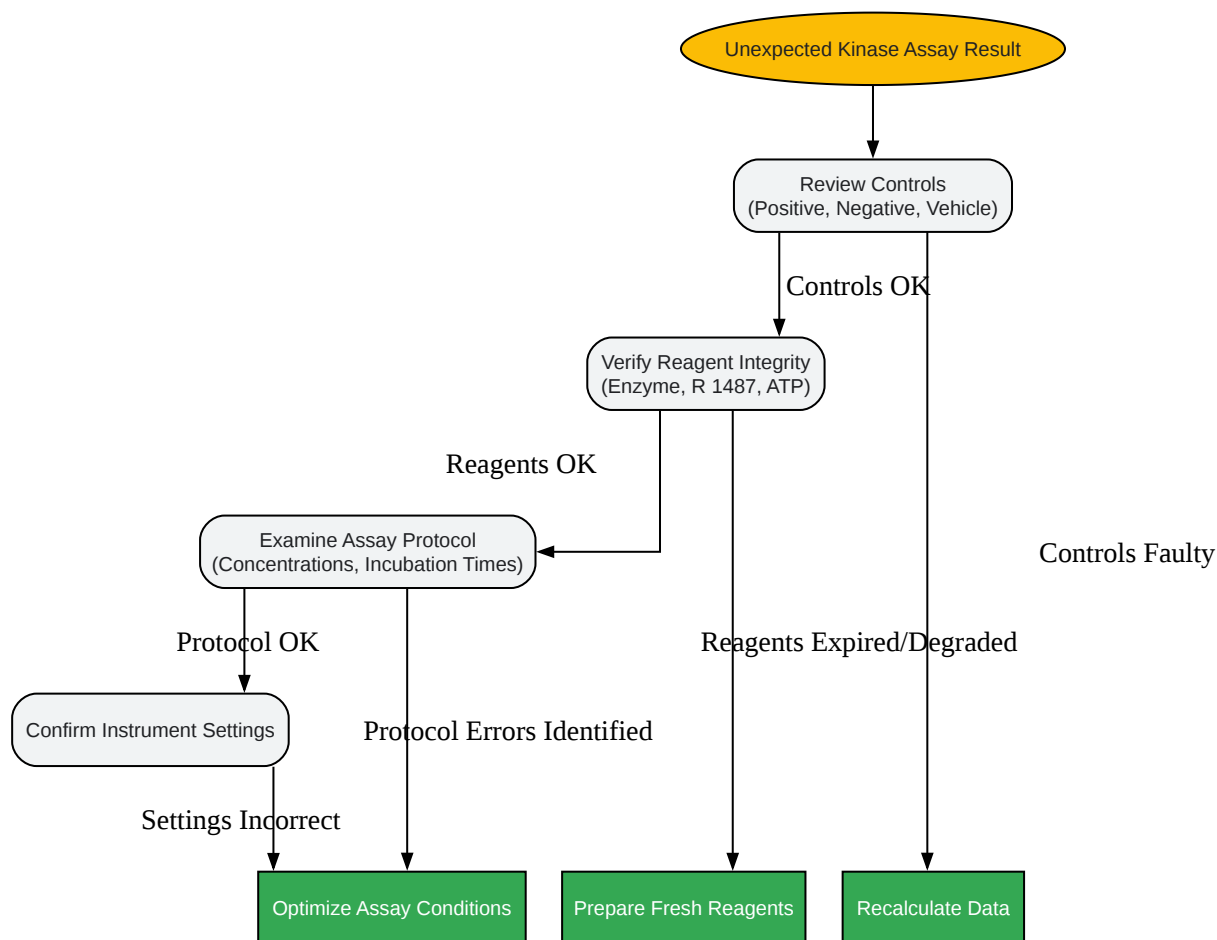 Unexpected Kinase Assay Result
Review Controls
(Positive, Negative, Vehicle)
Controls OK
Verify Reagent Integrity
(Enzyme, R 1487, ATP)
Reagents OK
Examine Assay Protocol
(Concentrations, Incubation Times)
Controls Faulty
Protocol OK
Reagents Expired/Degraded
Confirm Instrument Settings
Protocol Errors Identified
Settings Incorrect
Optimize Assay Conditions
Prepare Fresh Reagents
Recalculate Data